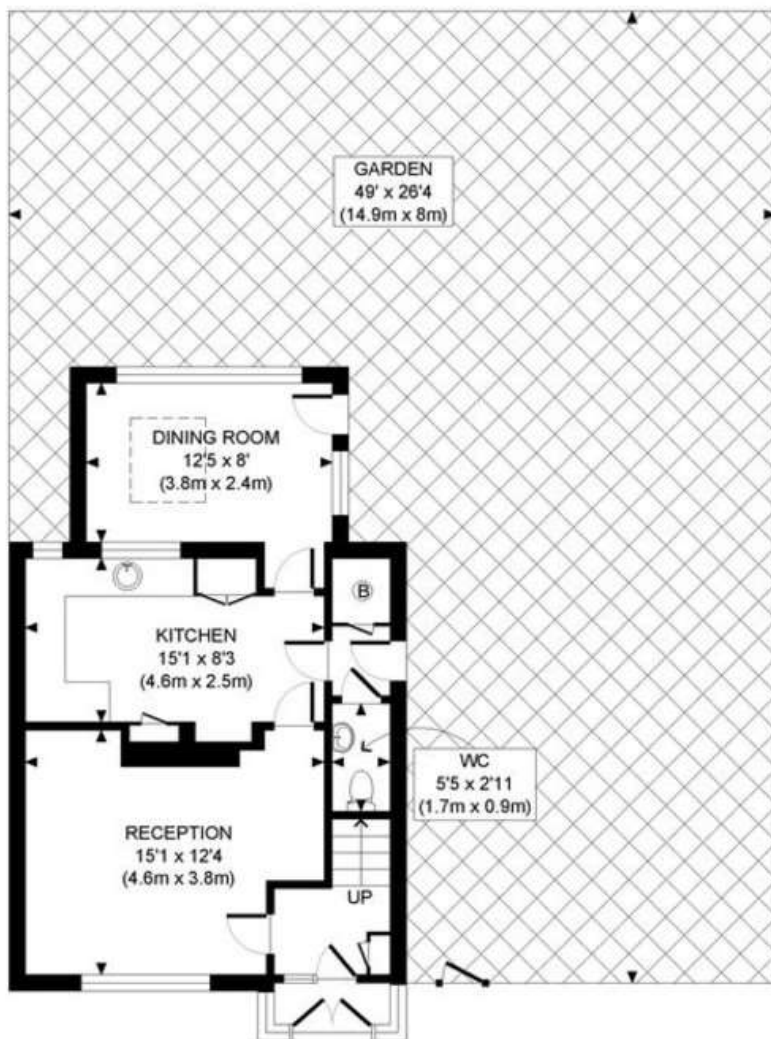 GARDEN
49' x 26'4
(14.9m x 8m)
DINING ROOM
12'5 x 8'
(3.8m x 2.4m)
B
KITCHEN
15'1 x 8'3
(4.6m x 2.5m)
WC
5'5 x 2'11
(1.7m x 0.9m)
RECEPTION
15'1 x 12'4
(4.6m x 3.8m)
UP